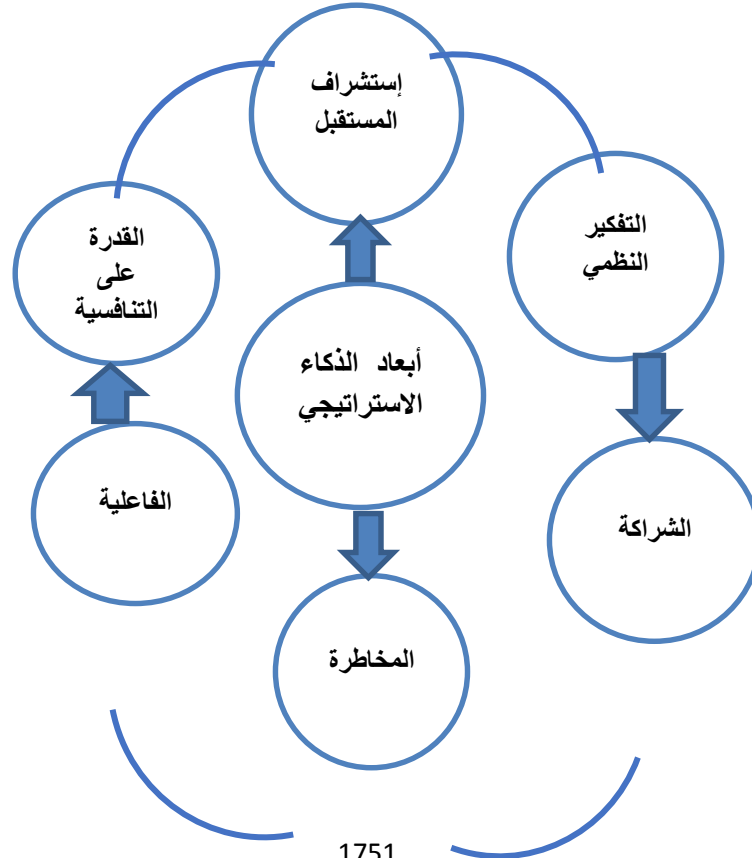 إستشراف
المستقبل
التفكير
النظمي
القدرة
على
التنافسية
أبعاد الذكاء
الاستراتيجي
الفاعلية
الشراكة
المخاطرة
1751